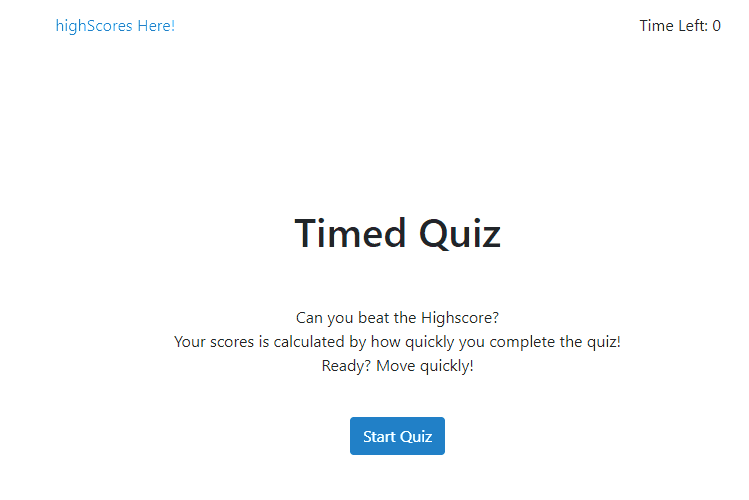 highScores Here!
Time Left: 0
Timed Quiz
Can you beat the Highscore?
Your scores is calculated by how quickly you complete the quiz!
Ready? Move quickly!
Start Quiz